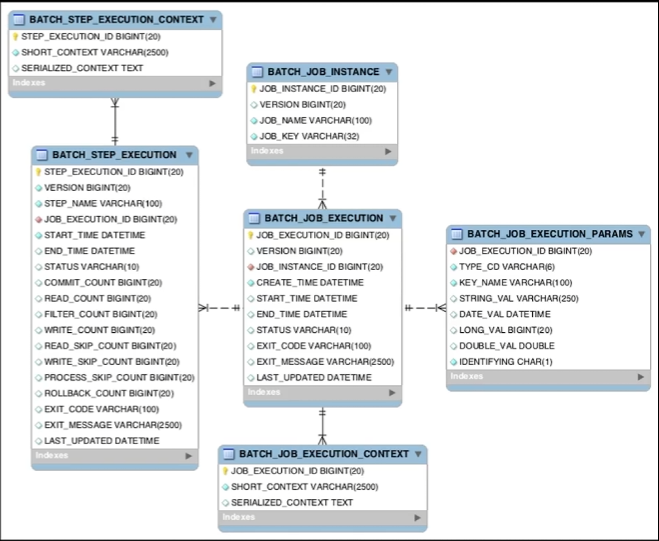 BATCH_STEP_EXECUTION_CONTEXT
STEP_EXECUTION_ID BIGINT(20)
SHORT_CONTEXT VARCHAR(2500)
SERIALIZED_CONTEXT TEXT
Indexes
BATCH_JOB_INSTANCE
JOB_INSTANCE_ID BIGINT(20)
VERSION BIGINT(20)
JOB_NAME VARCHAR(100)
JOB_KEY VARCHAR(32)
Indexes
BATCH_STEP_EXECUTION
STEP_EXECUTION_ID BIGINT(20)
VERSION BIGINT(20)
STEP_NAME VARCHAR(100)
JOB_EXECUTION_ID BIGINT(20)
START_TIME DATETIME
END_TIME DATETIME
STATUS VARCHAR(10)
COMMIT_COUNT BIGINT(20)
READ_COUNT BIGINT(20)
FILTER_COUNT BIGINT(20)
WRITE_COUNT BIGINT(20)
READ_SKIP_COUNT BIGINT(20)
WRITE_SKIP_COUNT BIGINT(20)
PROCESS_SKIP_COUNT BIGINT(20)
ROLLBACK_COUNT BIGINT(20)
EXIT_CODE VARCHAR(100)
EXIT_MESSAGE VARCHAR(2500)
LAST_UPDATED DATETIME
Indexes
BATCH_JOB_EXECUTION
JOB_EXECUTION_ID BIGINT(20)
VERSION BIGINT(20)
JOB_INSTANCE_ID BIGINT(20)
CREATE_TIME DATETIME
START_TIME DATETIME
END_TIME DATETIME
STATUS VARCHAR(10)
EXIT_CODE VARCHAR(100)
EXIT_MESSAGE VARCHAR(2500)
LAST_UPDATED DATETIME
Indexes
BATCH_JOB_EXECUTION_PARAMS
JOB_EXECUTION_ID BIGINT(20)
TYPE_CD VARCHAR(6)
KEY_NAME VARCHAR(100)
STRING_VAL VARCHAR(250)
DATE_VAL DATETIME
LONG_VAL BIGINT(20)
DOUBLE_VAL DOUBLE
IDENTIFYING CHAR(1)
Indexes
BATCH_JOB_EXECUTION_CONTEXT
JOB_EXECUTION_ID BIGINT(20)
SHORT_CONTEXT VARCHAR(2500)
SERIALIZED_CONTEXT TEXT
Indexes